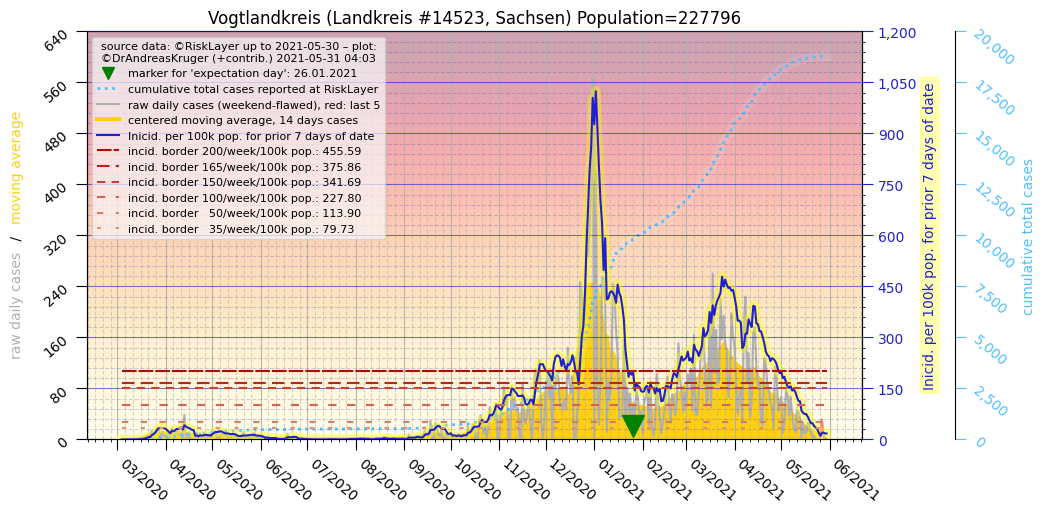 Vogtlandkreis (Landkreis #14523, Sachsen) Population=227796
source data: ©RiskLayer up to 2021-05-30 – plot:
©DrAndreasKruger (+contrib.) 2021-05-31 04:03
marker for 'expectation day': 26.01.2021
cumulative total cases reported at RiskLayer
raw daily cases (weekend-flawed), red: last 5
centered moving average, 14 days cases
Inicid. per 100k pop. for prior 7 days of date
incid. border 200/week/100k pop.: 455.59
incid. border 165/week/100k pop.: 375.86
incid. border 150/week/100k pop.: 341.69
incid. border 100/week/100k pop.: 227.80
incid. border   50/week/100k pop.: 113.90
incid. border   35/week/100k pop.: 79.73
raw daily cases / moving average
640
560
480
400
320
240
160
80
0
03/2020
04/2020
05/2020
06/2020
07/2020
08/2020
09/2020
10/2020
11/2020
12/2020
01/2021
02/2021
03/2021
04/2021
05/2021
06/2021
1,200
1,050
900
750
600
450
300
150
0
Inicid. per 100k pop. for prior 7 days of date
20,000
17,500
15,000
12,500
10,000
7,500
5,000
2,500
0
cumulative total cases